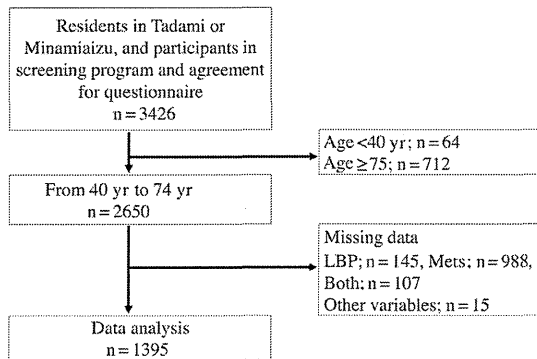 Residents in Tadami or
Minamiaizu, and participants in
screening program and agreement
for questionnaire
n = 3426
Age <40 yr; n = 64
Age ≥ 75; n = 712
From 40 yr to 74 yr
n = 2650
Missing data
LBP; n = 145, Mets; n = 988,
Both; n = 107
Other variables; n = 15
Data analysis
n = 1395